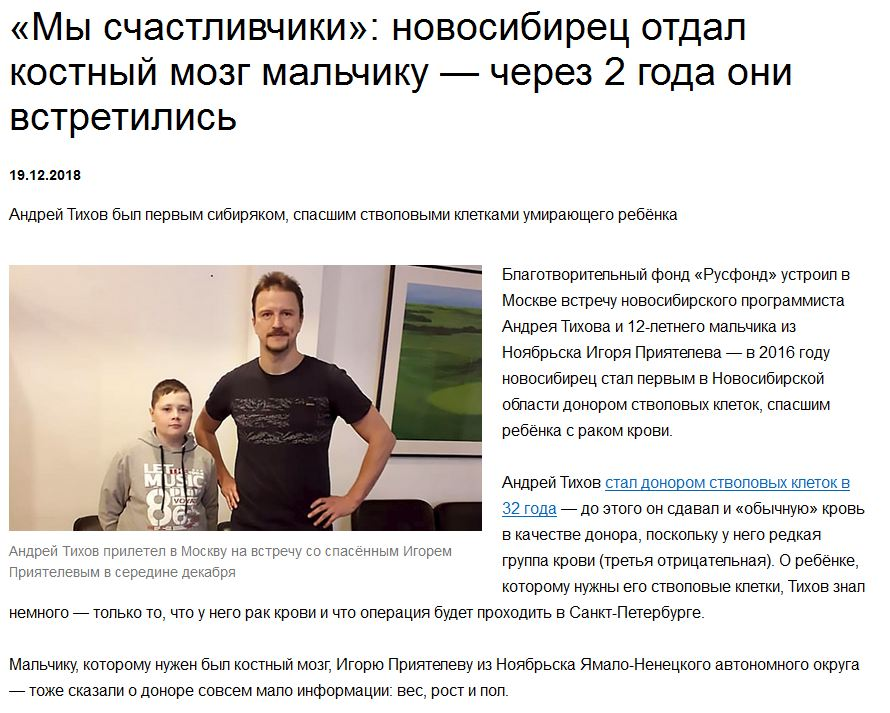 «Мы счастливчики»: новосибирец отдал
костный мозг мальчику — через 2 года они
встретились
19.12.2018
Андрей Тихов был первым сибиряком, спасшим стволовыми клетками умирающего ребёнка
LET
MUSIC
VOYA
86
Андрей Тихов прилетел в Москву на встречу со спасённым Игорем
Приятелевым в середине декабря
Благотворительный фонд «Русфонд» устроил в
Москве встречу новосибирского программиста
Андрея Тихова и 12-летнего мальчика из
Ноябрьска Игоря Приятелева — в 2016 году
новосибирец стал первым в Новосибирской
области донором стволовых клеток, спасшим
ребёнка с раком крови.
Андрей Тихов стал донором стволовых клеток в
32 года — до этого он сдавал и «обычную» кровь
в качестве донора, поскольку у него редкая
группа крови (третья отрицательная). О ребёнке,
которому нужны его стволовые клетки, Тихов знал
немного — только то, что у него рак крови и что операция будет проходить в Санкт-Петербурге.
Мальчику, которому нужен был костный мозг, Игорю Приятелеву из Ноябрьска Ямало-Ненецкого автономного округа
— тоже сказали о доноре совсем мало информации: вес, рост и пол.